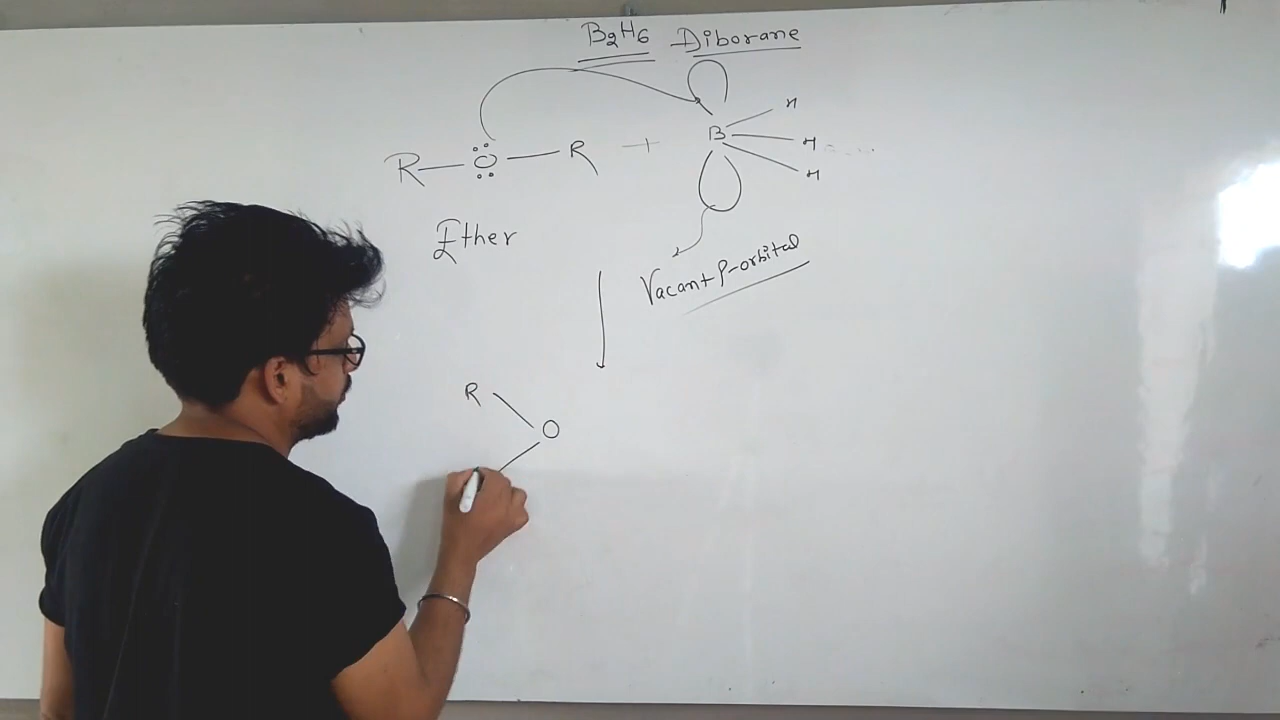 B2H6 Diborane
R—O—R + B H H H
Ether
Vacant P-orbital
R O